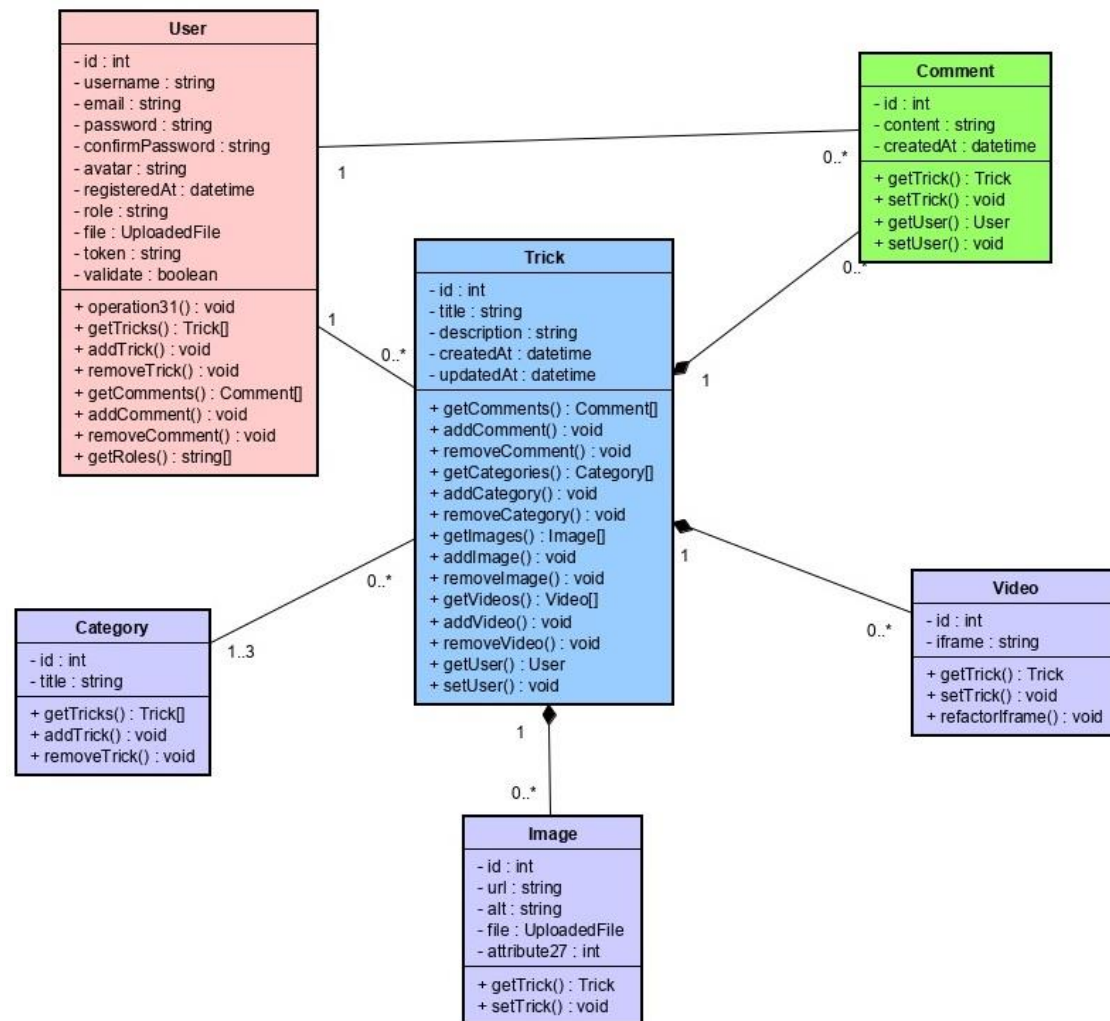 User
- id : int
- username : string
- email : string
- password : string
- confirmPassword : string
- avatar : string
- registeredAt : datetime
- role : string
- file : UploadedFile
- token : string
- validate : boolean
+ operation31() : void
+ getTricks() : Trick[]
+ addTrick() : void
+ removeTrick() : void
+ getComments() : Comment[]
+ addComment() : void
+ removeComment() : void
+ getRoles() : string[]
1
0..*
Comment
- id : int
- content : string
- createdAt : datetime
+ getTrick() : Trick
+ setTrick() : void
+ getUser() : User
+ setUser() : void
0..*
1
1
0..*
Trick
- id : int
- title : string
- description : string
- createdAt : datetime
- updatedAt : datetime
+ getComments() : Comment[]
+ addComment() : void
+ removeComment() : void
+ getCategories() : Category[]
+ addCategory() : void
+ removeCategory() : void
+ getImages() : Image[]
+ addImage() : void
+ removeImage() : void
+ getVideos() : Video[]
+ addVideo() : void
+ removeVideo() : void
+ getUser() : User
+ setUser() : void
0..*
1..3
Category
- id : int
- title : string
+ getTricks() : Trick[]
+ addTrick() : void
+ removeTrick() : void
1
0..*
Video
- id : int
- iframe : string
+ getTrick() : Trick
+ setTrick() : void
+ refactorIframe() : void
1
0..*
Image
- id : int
- url : string
- alt : string
- file : UploadedFile
- attribute27 : int
+ getTrick() : Trick
+ setTrick() : void